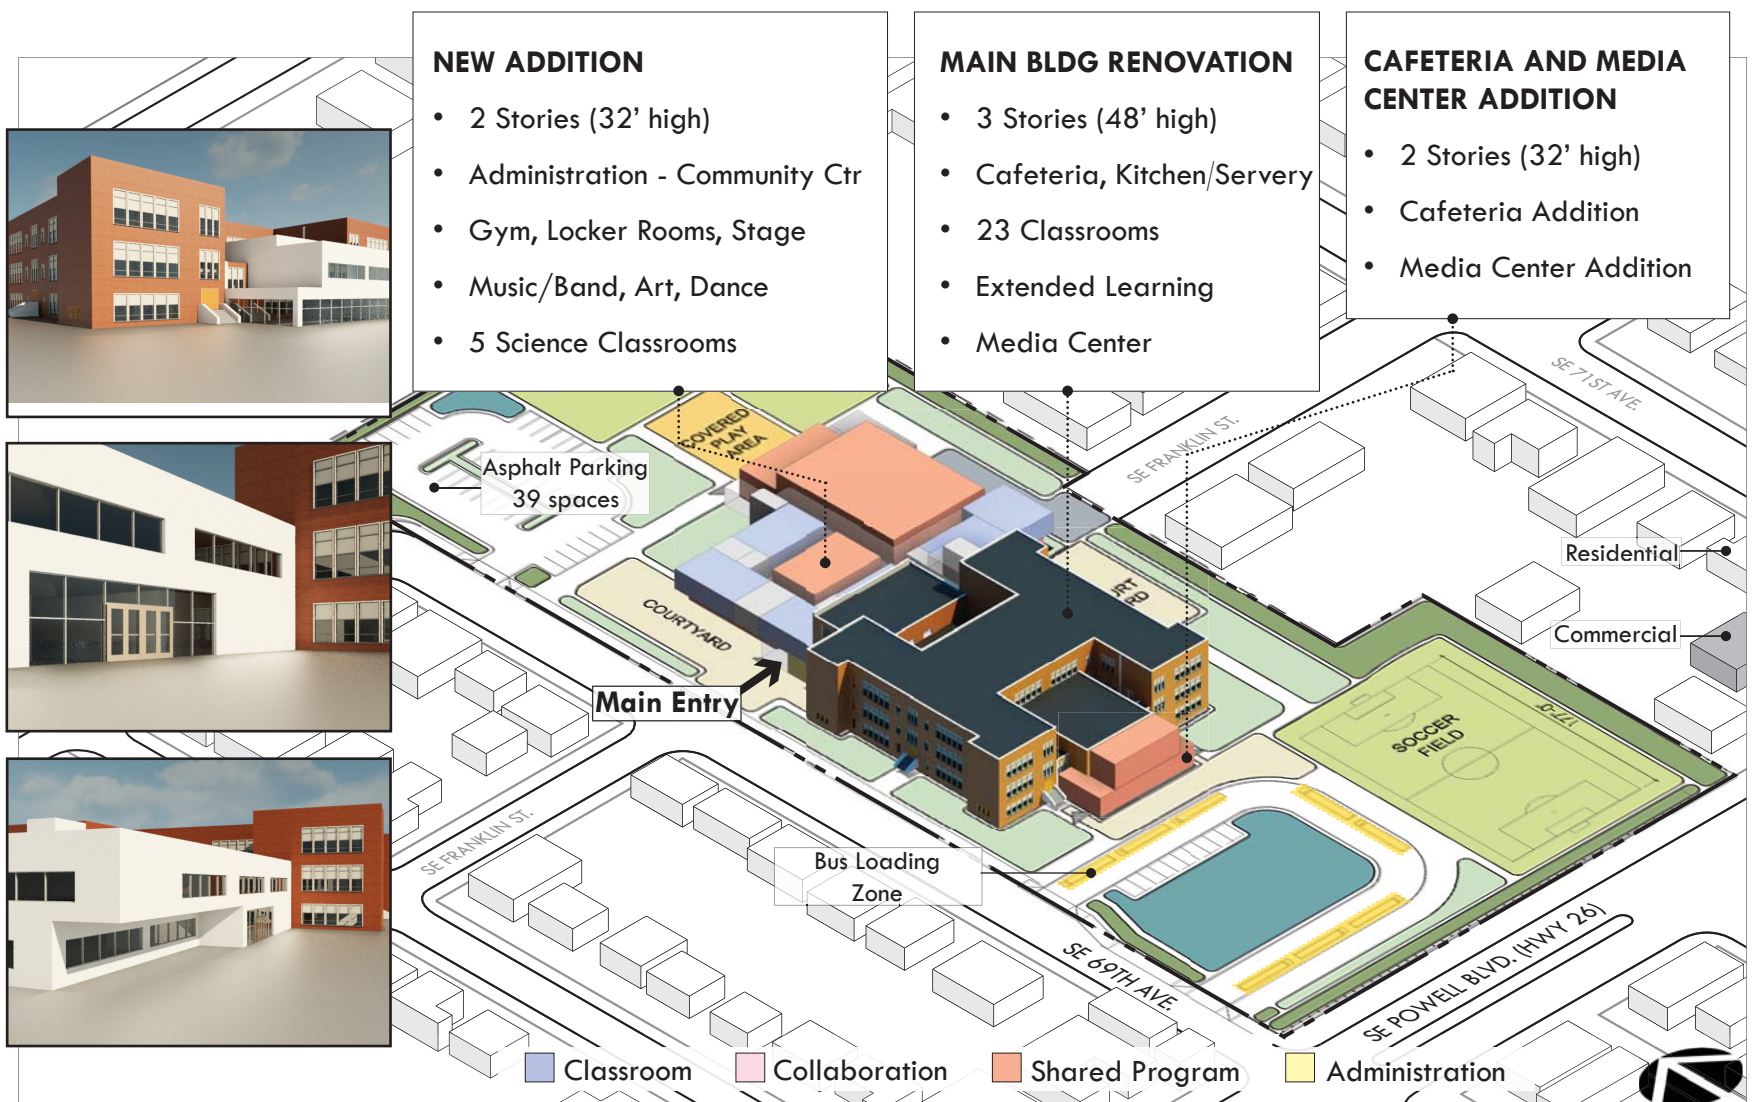 NEW ADDITION
• 2 Stories (32’ high)
• Administration - Community Ctr
• Gym, Locker Rooms, Stage
• Music/Band, Art, Dance
• 5 Science Classrooms
MAIN BLDG RENOVATION
• 3 Stories (48’ high)
• Cafeteria, Kitchen/Servery
• 23 Classrooms
• Extended Learning
• Media Center
CAFETERIA AND MEDIA
CENTER ADDITION
• 2 Stories (32’ high)
• Cafeteria Addition
• Media Center Addition
SE 71ST AVE.
SE FRANKLIN ST.
COVERED
PLAY
AREA
Asphalt Parking
39 spaces
Residential
Commercial
COURTYARD
Main Entry
SOCCER
FIELD
SE FRANKLIN ST.
Bus Loading
Zone
SE 69TH AVE.
SE POWELL BLVD. (HWY 26)
Classroom
Collaboration
Shared Program
Administration